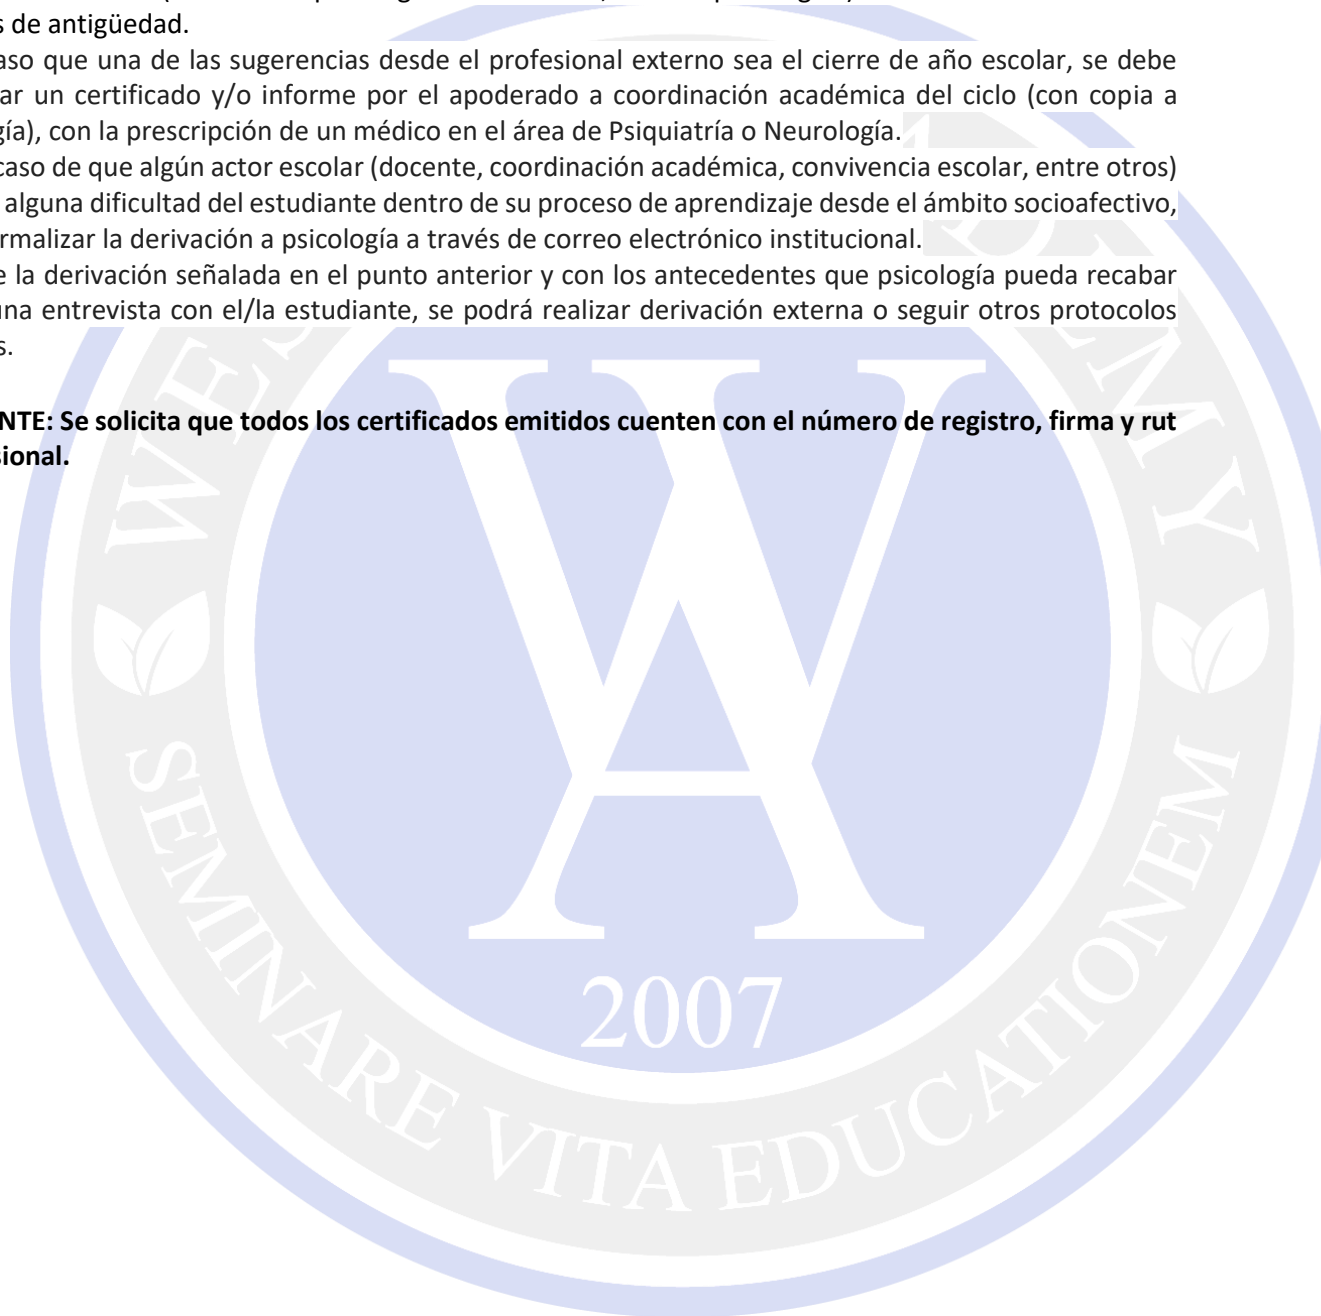 s de antigüedad.
aso que una de las sugerencias desde el profesional externo sea el cierre de año escolar, se debe
ar un certificado y/o informe por el apoderado a coordinación académica del ciclo (con copia a
gía), con la prescripción de un médico en el área de Psiquiatría o Neurología.
caso de que algún actor escolar (docente, coordinación académica, convivencia escolar, entre otros)
alguna dificultad del estudiante dentro de su proceso de aprendizaje desde el ámbito socioafectivo,
rmalizar la derivación a psicología a través de correo electrónico institucional.
e la derivación señalada en el punto anterior y con los antecedentes que psicología pueda recabar
una entrevista con el/la estudiante, se podrá realizar derivación externa o seguir otros protocolos
s.
NTE: Se solicita que todos los certificados emitidos cuenten con el número de registro, firma y rut
sional.
WA
2007
SEMINARE VITA EDUCATIONEM